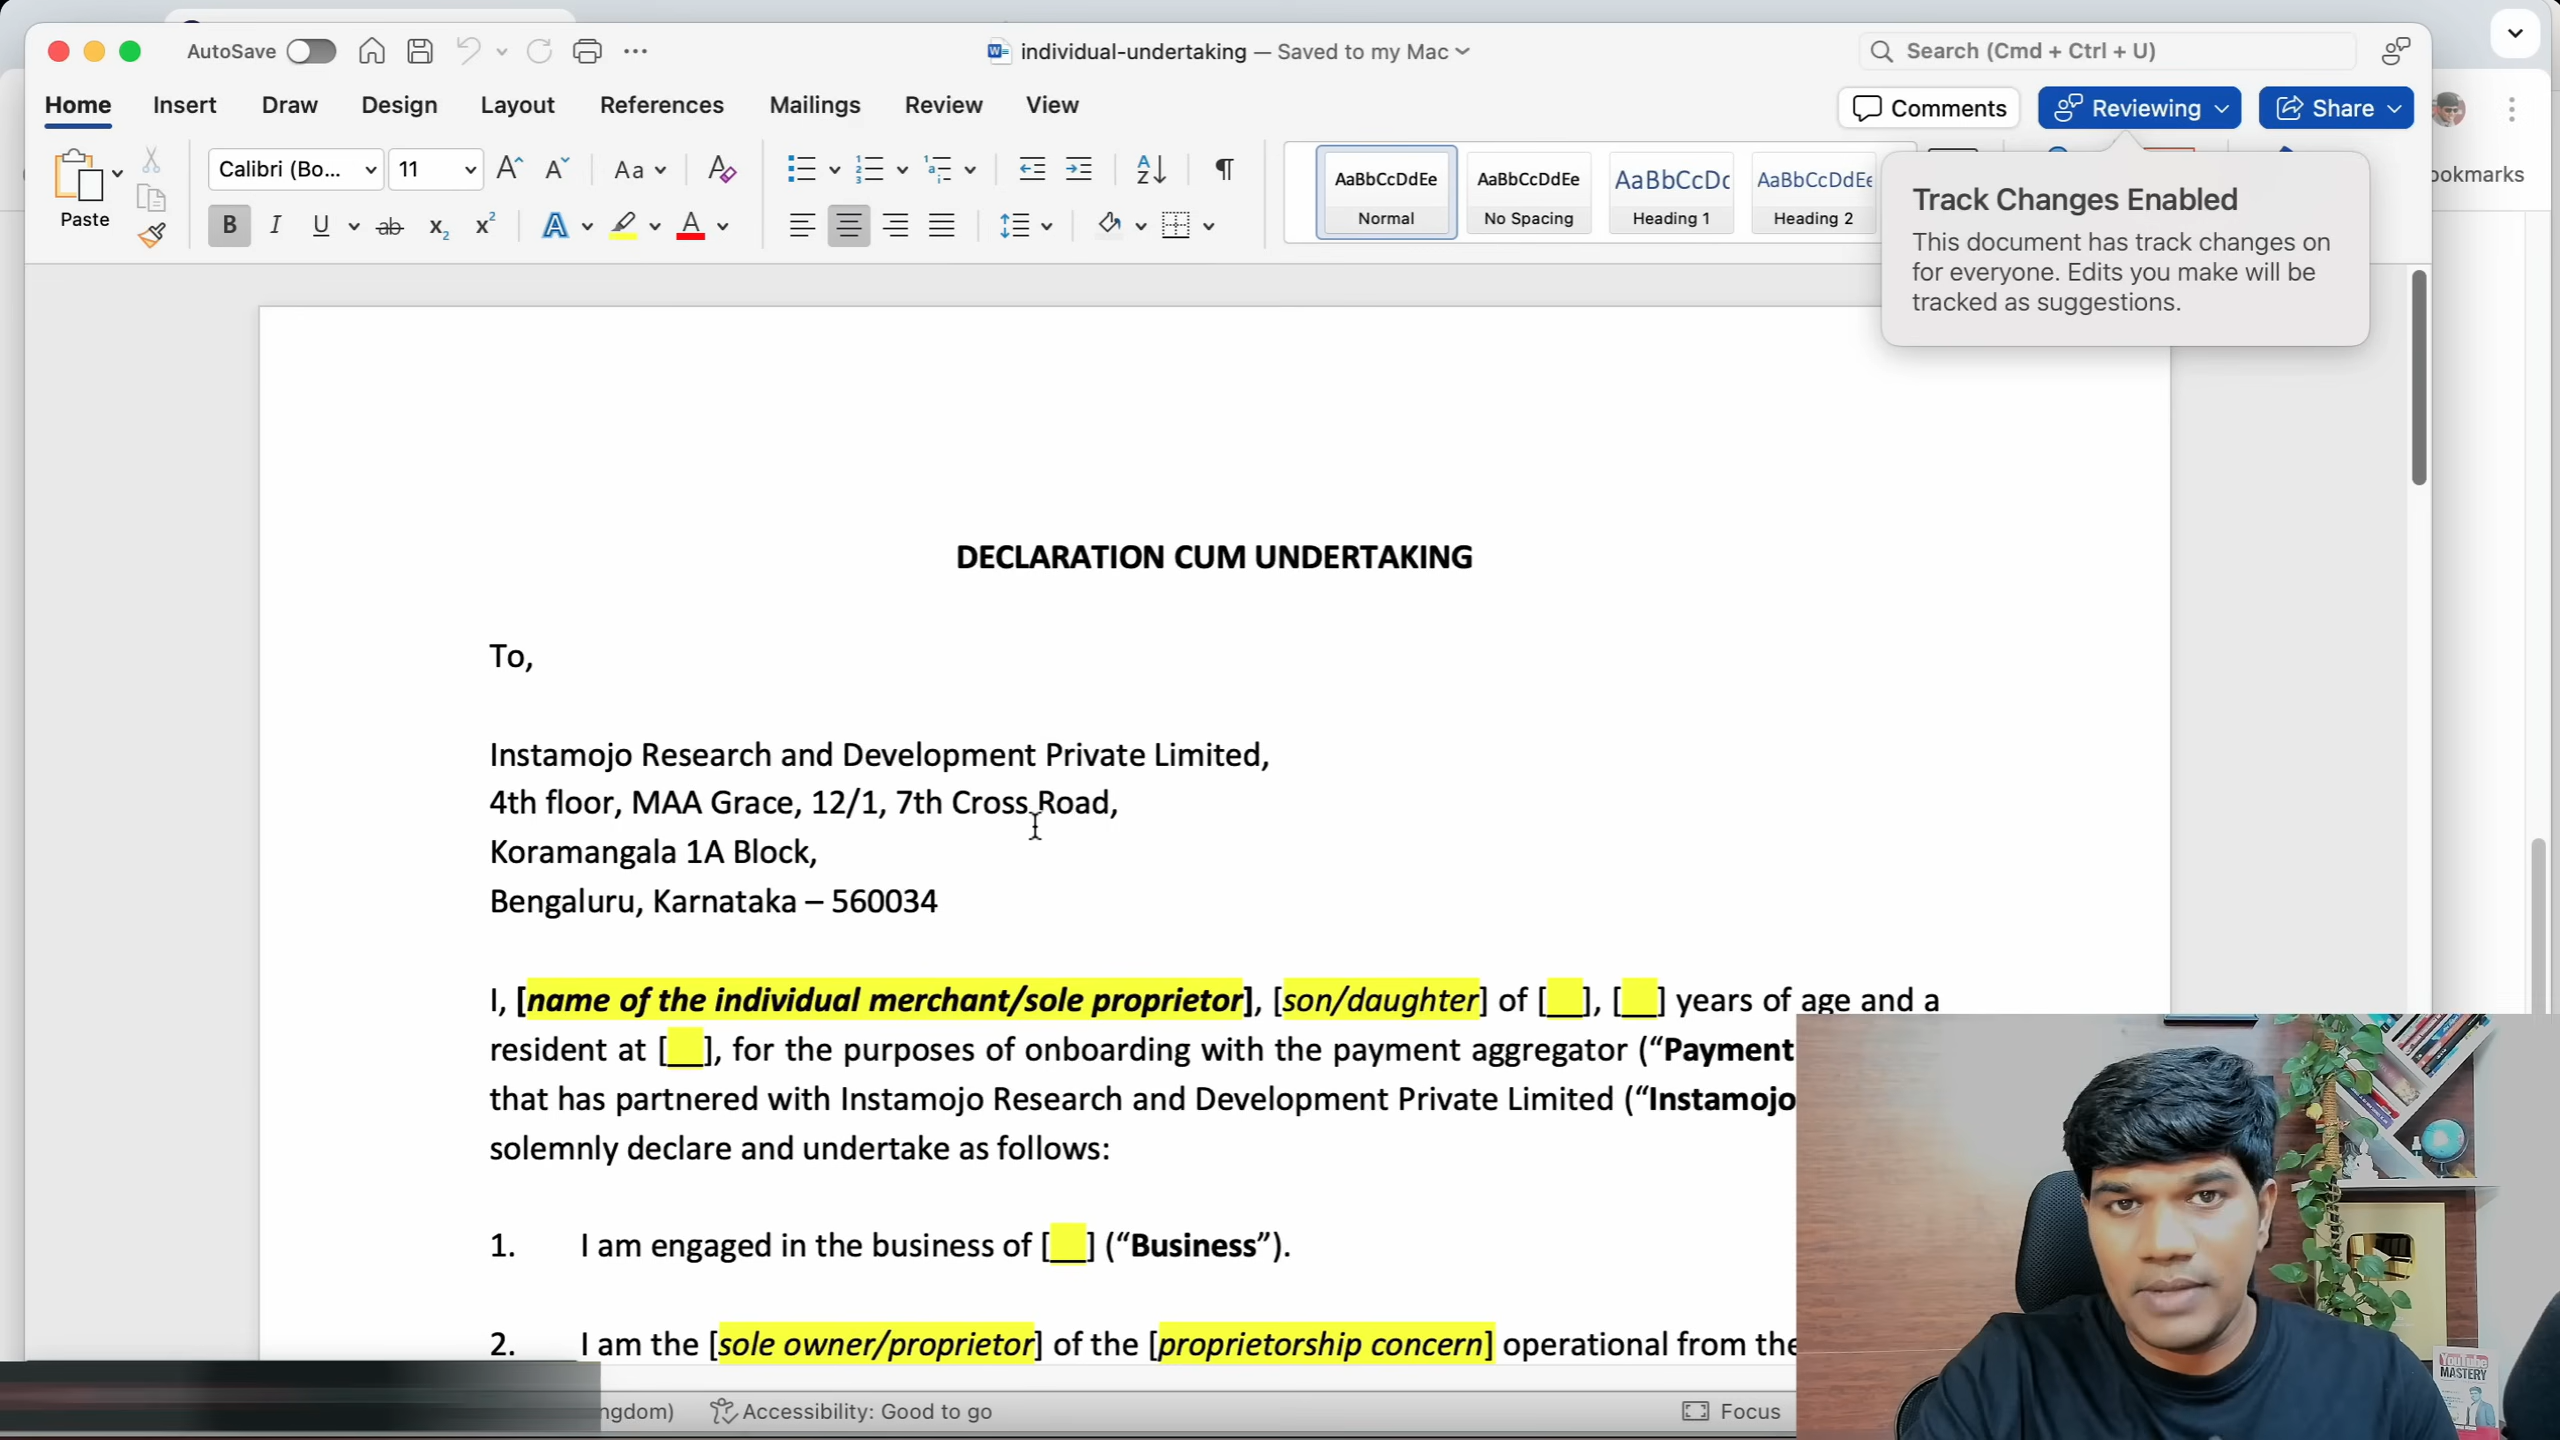 AutoSave
individual-undertaking — Saved to my Mac
Search (Cmd + Ctrl + U)
Home Insert Draw Design Layout References Mailings Review View
Comments Reviewing Share
Paste
Calibri (Bo... 11
AaBbCcDdEe AaBbCcDdEe AaBbCcDc AaBbCcDdEe
Normal No Spacing Heading 1 Heading 2
ookmarks
Track Changes Enabled
This document has track changes on
for everyone. Edits you make will be
tracked as suggestions.
DECLARATION CUM UNDERTAKING
To,
Instamojo Research and Development Private Limited,
4th floor, MAA Grace, 12/1, 7th Cross Road,
Koramangala 1A Block,
Bengaluru, Karnataka – 560034
I, [name of the individual merchant/sole proprietor], [son/daughter] of [__], [__] years of age and a
resident at [__], for the purposes of onboarding with the payment aggregator (“Payment
that has partnered with Instamojo Research and Development Private Limited (“Instamojo
solemnly declare and undertake as follows:
1. I am engaged in the business of [__] (“Business”).
2. I am the [sole owner/proprietor] of the [proprietorship concern] operational from the
ngdom) Accessibility: Good to go Focus
YouTube
MASTERY